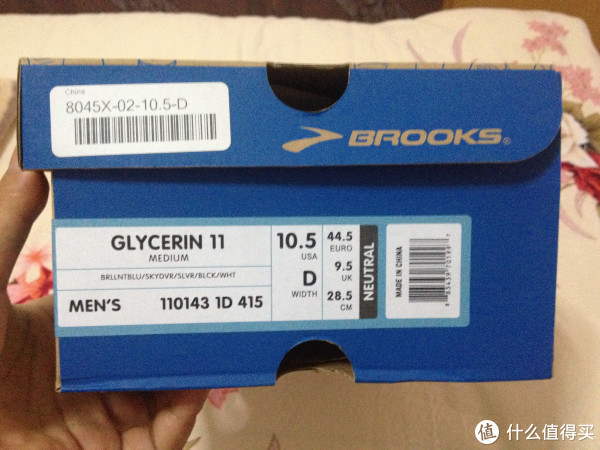 China
8045X-02-10.5-D
BROOKS®
GLYCERIN 11
MEDIUM
BRLLNTBLU/SKYDVR/SLVR/BLCK/WHT
MEN'S 110143 1D 415
10.5
USA
D
WIDTH
44.5
EURO
9.5
UK
28.5
CM
NEUTRAL
MADE IN CHINA
值 什么值得买